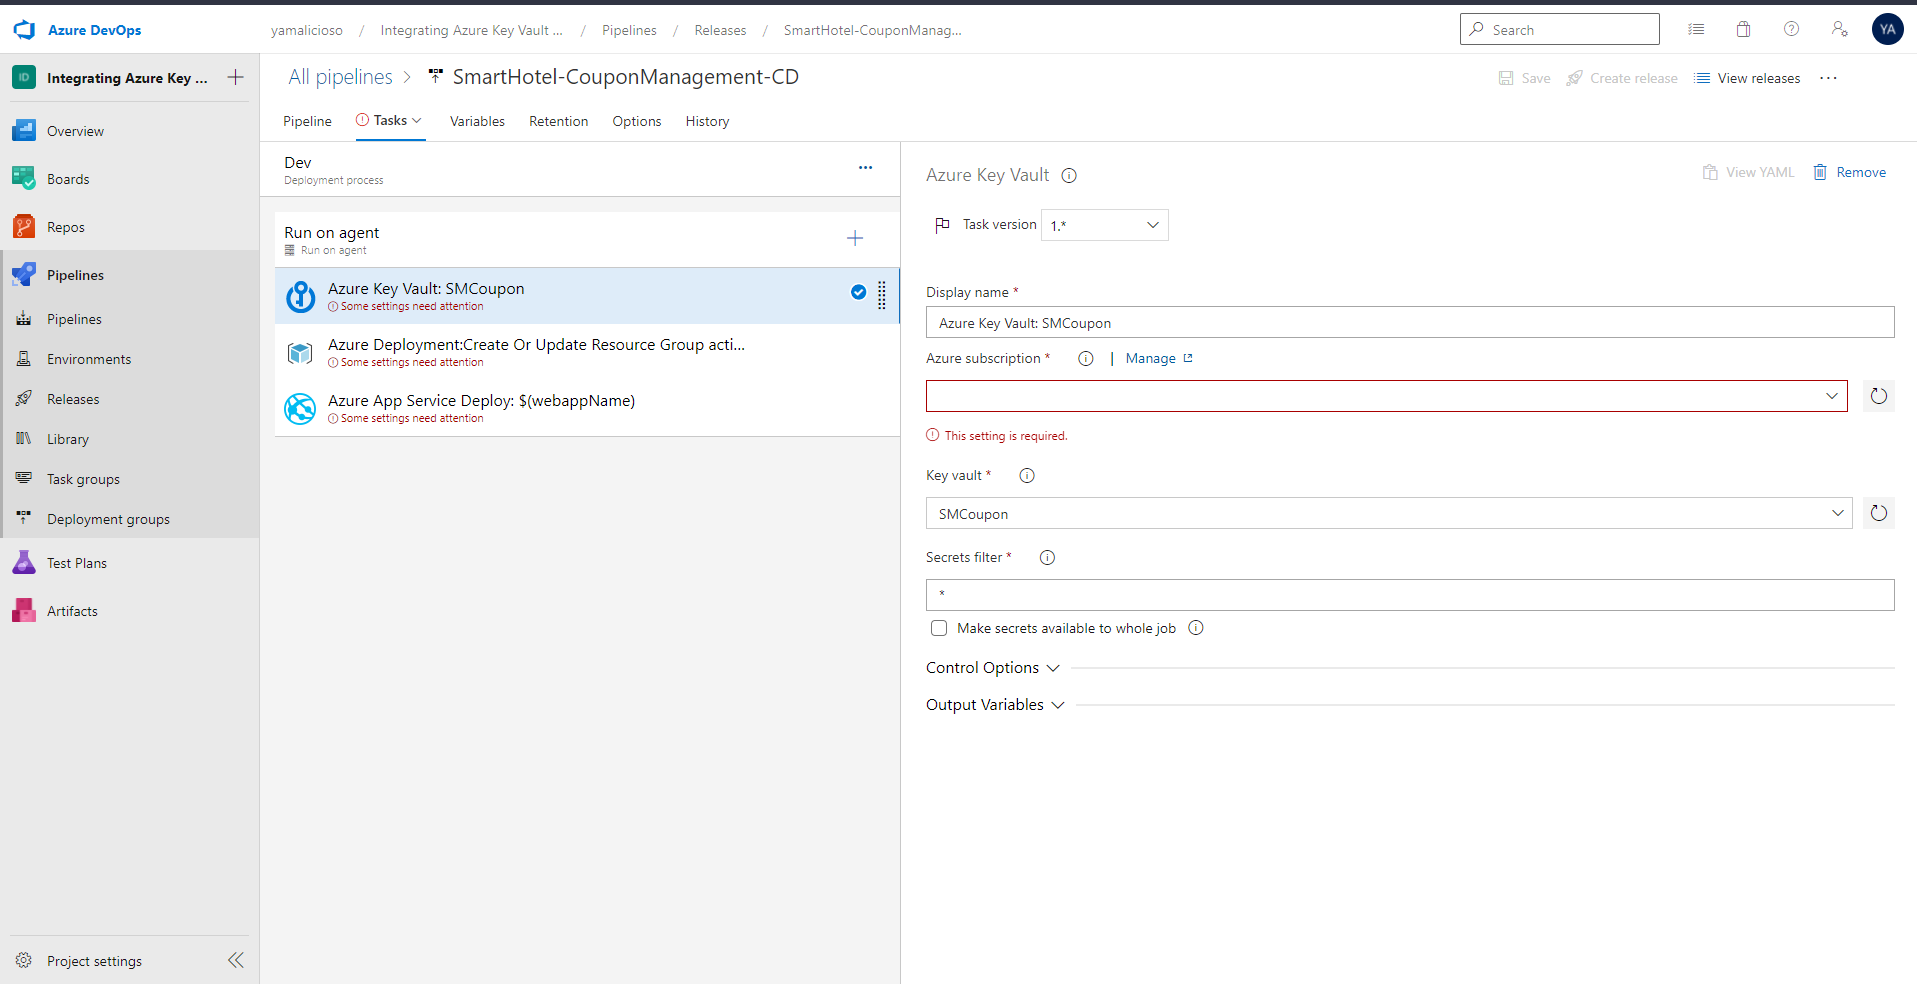 Azure DevOps
yamalicioso / Integrating Azure Key Vault ... / Pipelines / Releases / SmartHotel-CouponManag...
Search
YA
ID
Integrating Azure Key ...
Overview
Boards
Repos
Pipelines
Pipelines
Environments
Releases
Library
Task groups
Deployment groups
Test Plans
Artifacts
Project settings
All pipelines > SmartHotel-CouponManagement-CD
Save
Create release
View releases
...
Pipeline
Tasks
Variables
Retention
Options
History
Dev
Deployment process
...
Run on agent
Run on agent
Azure Key Vault: SMCoupon
Some settings need attention
Azure Deployment:Create Or Update Resource Group acti...
Some settings need attention
Azure App Service Deploy: $(webappName)
Some settings need attention
Azure Key Vault
View YAML
Remove
Task version
1.*
Display name *
Azure Key Vault: SMCoupon
Azure subscription *
| Manage
This setting is required.
Key vault *
SMCoupon
Secrets filter *
*
Make secrets available to whole job
Control Options
Output Variables